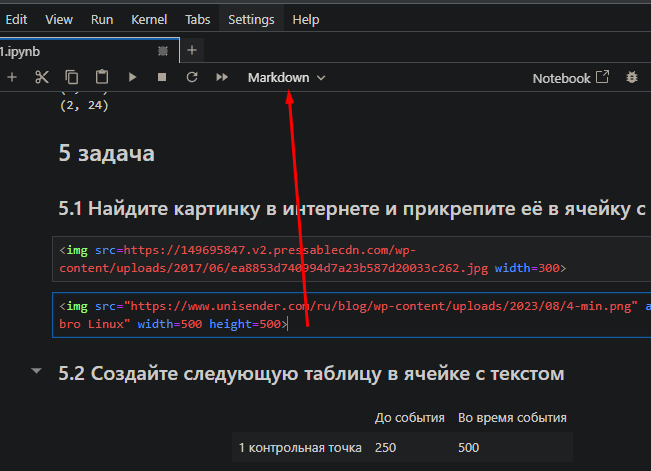 Edit View Run Kernel Tabs Settings Help
1.ipynb
Markdown Notebook
(2, 24)
5 задача
5.1 Найдите картинку в интернете и прикрепите её в ячейку с
<img src=https://149695847.v2.pressablecdn.com/wp-
content/uploads/2017/06/ea8853d740994d7a23b587d20033c262.jpg width=300>
<img src="https://www.unisender.com/ru/blog/wp-content/uploads/2023/08/4-min.png" a
bro Linux" width=500 height=500>
5.2 Создайте следующую таблицу в ячейке с текстом
До события Во время события
1 контрольная точка 250 500